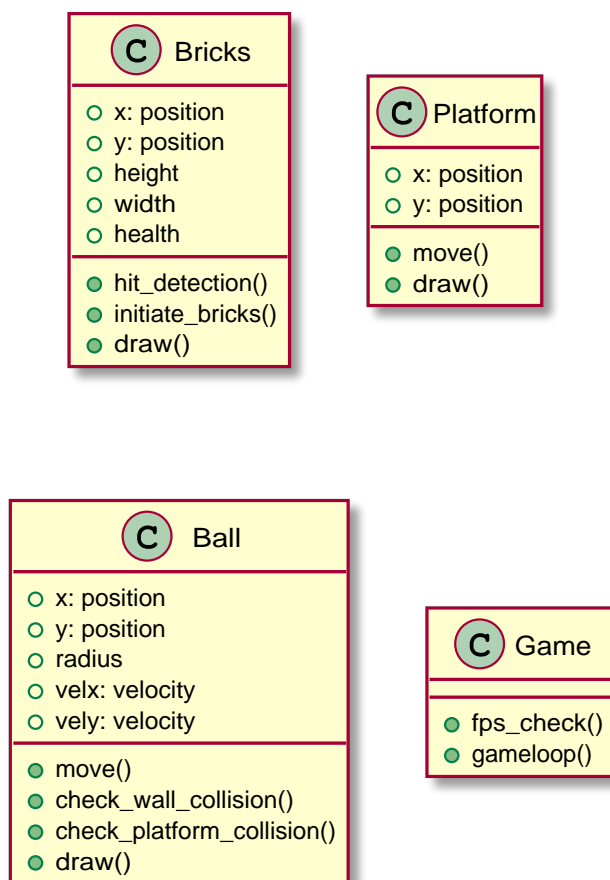 C Bricks
x: position
y: position
height
width
health
hit_detection()
initiate_bricks()
draw()
C Platform
x: position
y: position
move()
draw()
C Ball
x: position
y: position
radius
velx: velocity
vely: velocity
move()
check_wall_collision()
check_platform_collision()
draw()
C Game
fps_check()
gameloop()